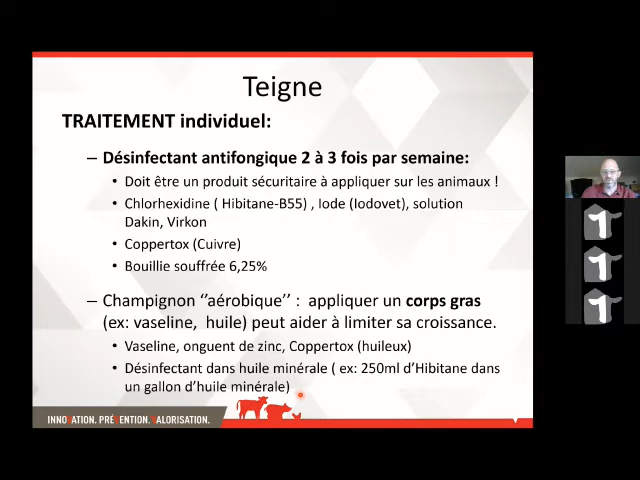 Teigne
TRAITEMENT individuel:
– Désinfectant antifongique 2 à 3 fois par semaine:
• Doit être un produit sécuritaire à appliquer sur les animaux !
• Chlorhexidine ( Hibitane-B55) , Iode (Iodovet), solution
Dakin, Virkon
• Coppertox (Cuivre)
• Bouillie souffrée 6,25%
– Champignon ‘’aérobique’’ : appliquer un corps gras
(ex: vaseline, huile) peut aider à limiter sa croissance.
• Vaseline, onguent de zinc, Coppertox (huileux)
• Désinfectant dans huile minérale ( ex: 250ml d’Hibitane dans
un gallon d’huile minérale)
INNOVATION. PRÉVENTION. VALORISATION.